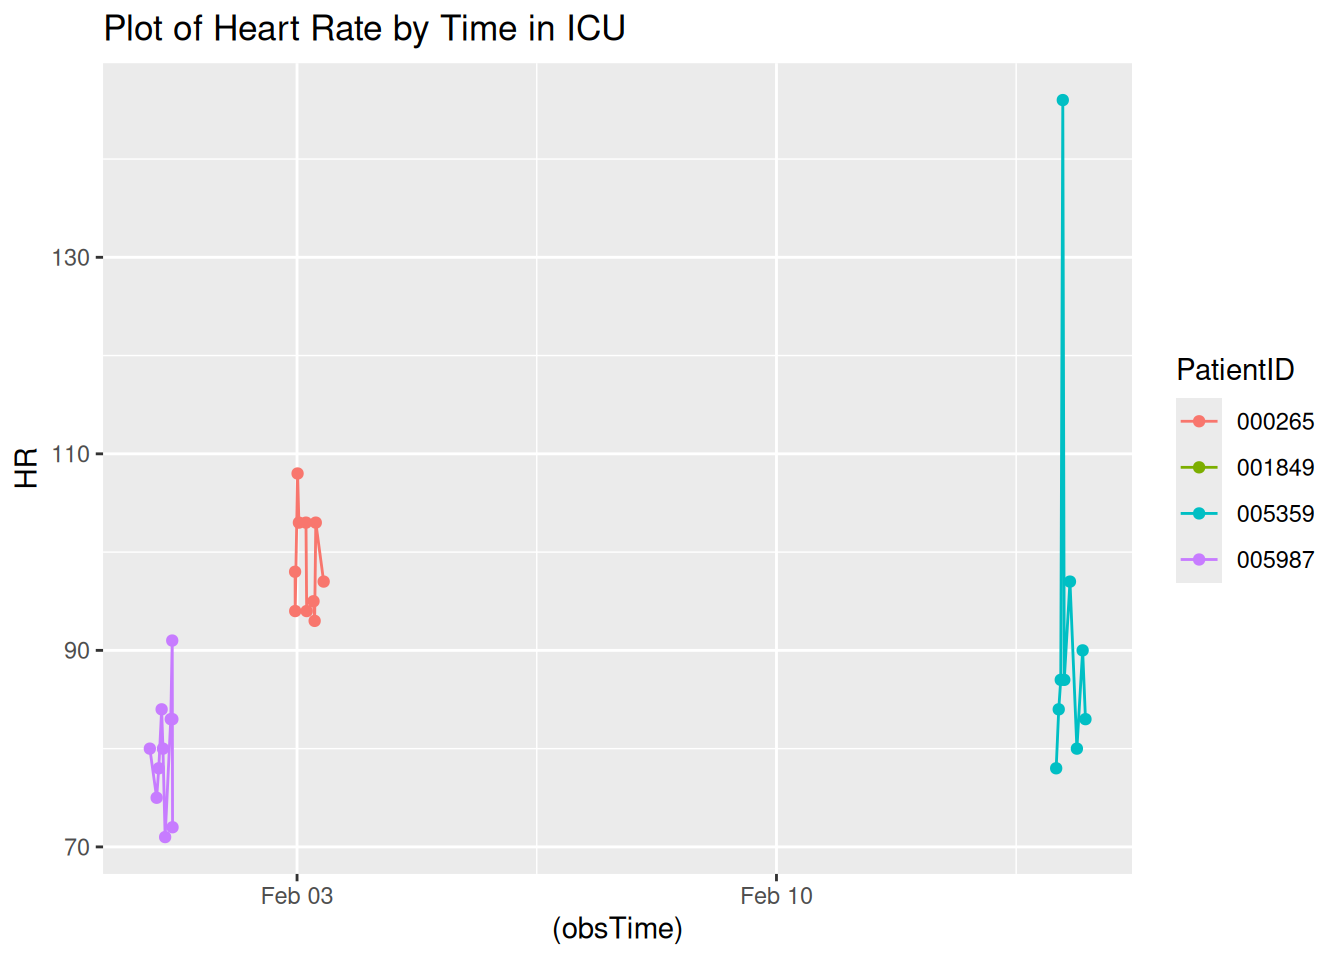 Plot of Heart Rate by Time in ICU
HR
130
110
90
70
Feb 03
Feb 10
(obsTime)
PatientID
000265
001849
005359
005987